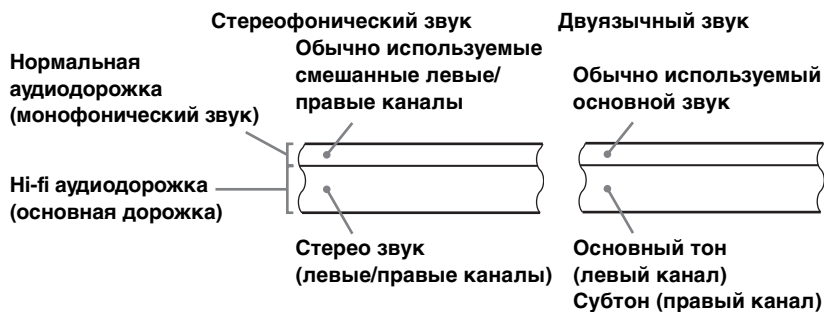 Стереофонический звук
Двуязычный звук
Обычно используемые
смешанные левые/
правые каналы
Обычно используемый
основной звук
Нормальная
аудиодорожка
(монофонический звук)
Hi-fi аудиодорожка
(основная дорожка)
Стерео звук
(левые/правые каналы)
Основный тон
(левый канал)
Субтон (правый канал)